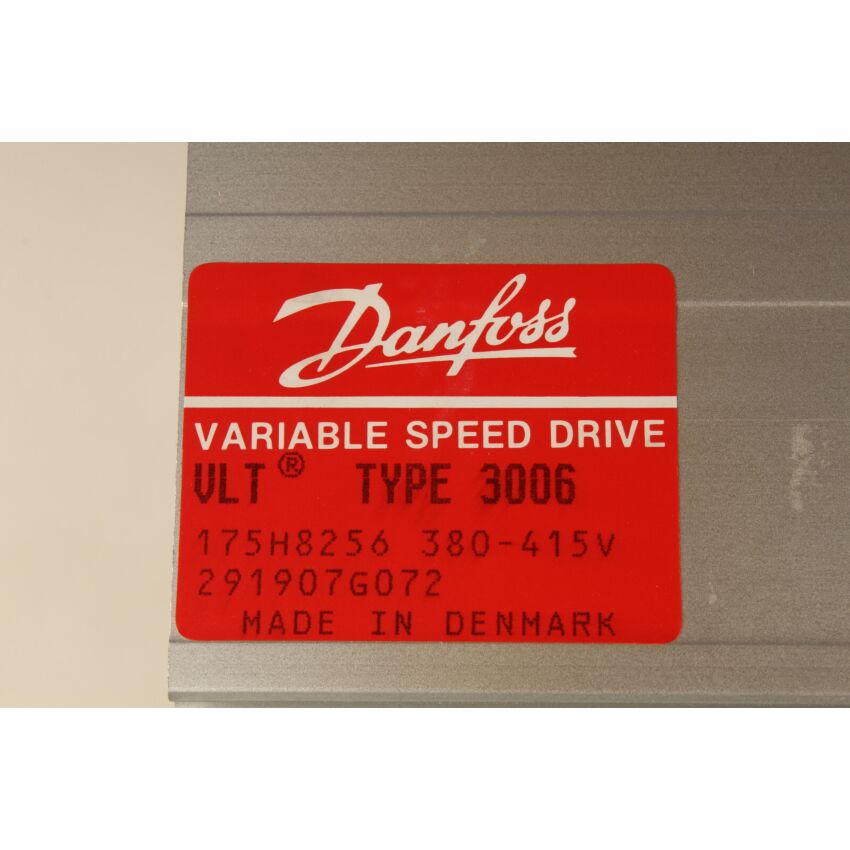 Danfoss
VARIABLE SPEED DRIVE
VLT® TYPE 3006
175H8256 380-415V
291907G072
MADE IN DENMARK